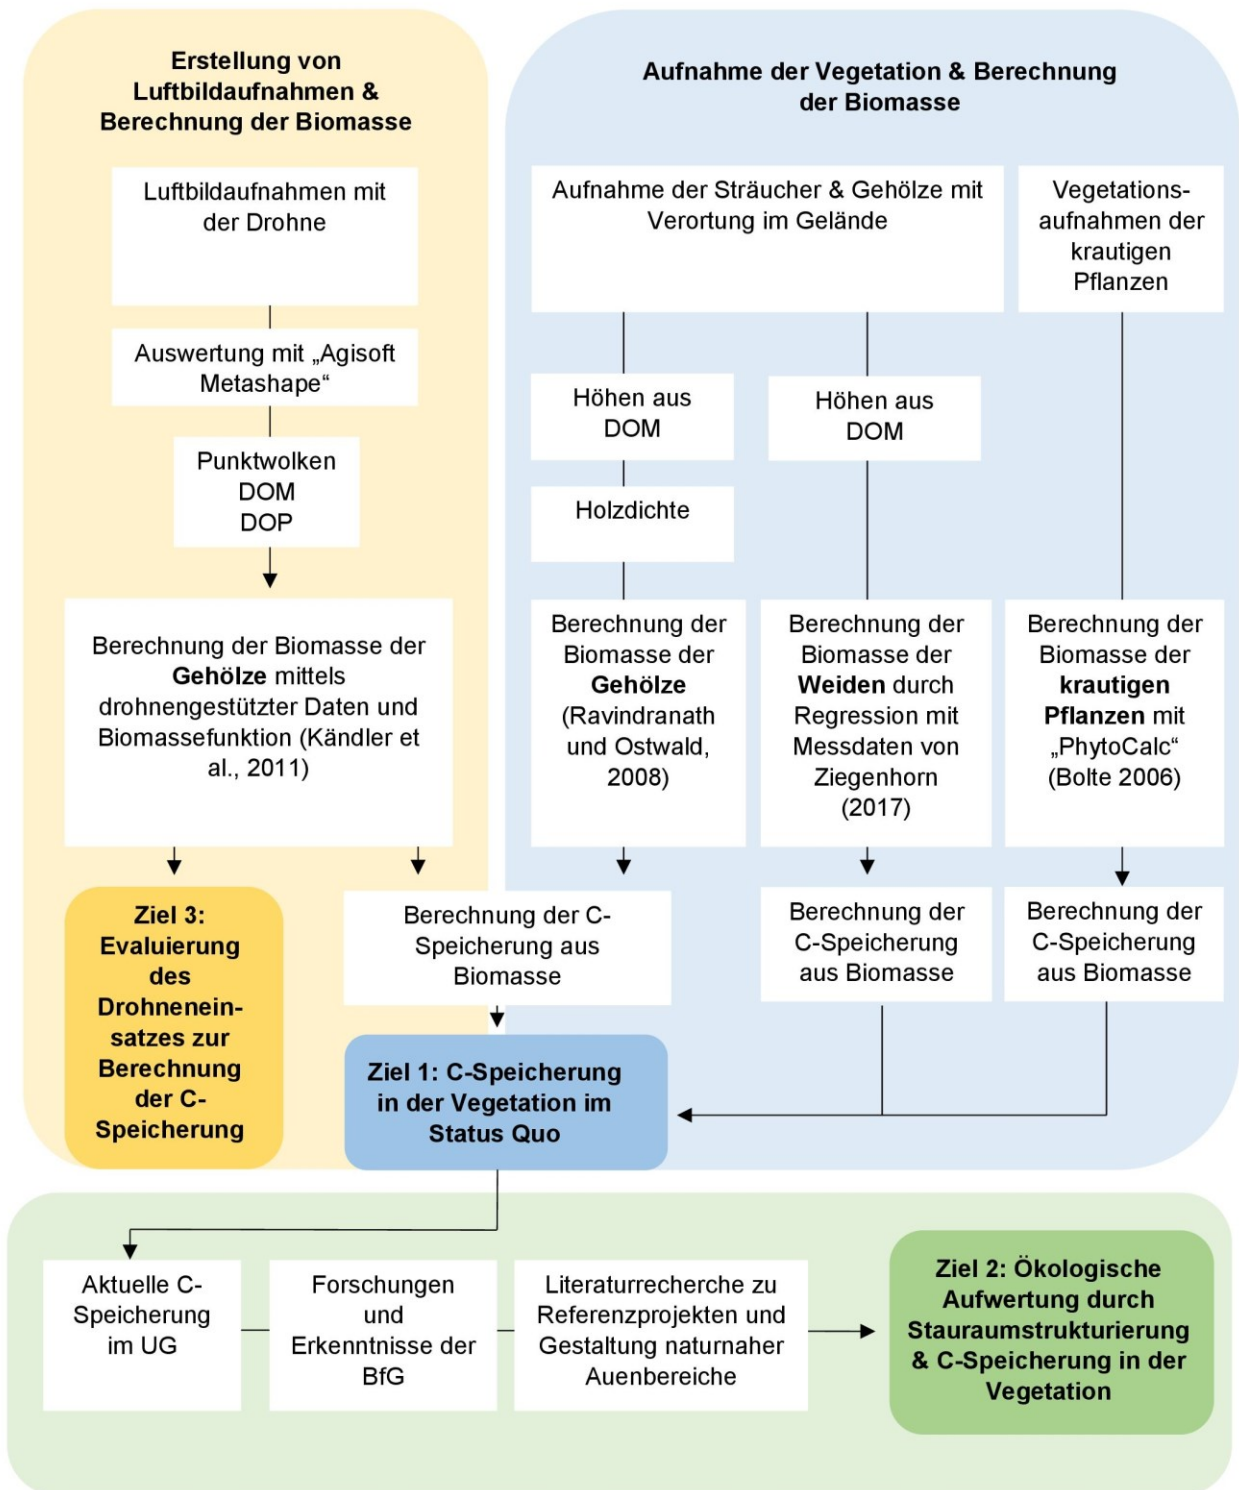 Erstellung von
Luftbildaufnahmen &
Berechnung der Biomasse
Luftbildaufnahmen mit
der Drohne
Auswertung mit „Agisoft
Metashape“
Punktwolken
DOM
DOP
Berechnung der Biomasse der
Gehölze mittels
drohnengestützter Daten und
Biomassefunktion (Kändler et
al., 2011)
Ziel 3:
Evaluierung
des
Drohnenein-
satzes zur
Berechnung
der C-
Speicherung
Aufnahme der Vegetation & Berechnung
der Biomasse
Aufnahme der Sträucher & Gehölze mit
Verortung im Gelände
Höhen aus
DOM
Holzdichte
Berechnung der
Biomasse der
Gehölze
(Ravindranath
und Ostwald,
2008)
Höhen aus
DOM
Berechnung der
Biomasse der
Weiden durch
Regression mit
Messdaten von
Ziegenhorn
(2017)
Vegetations-
aufnahmen der
krautigen
Pflanzen
Berechnung der
Biomasse der
krautigen
Pflanzen mit
„PhytoCalc“
(Bolte 2006)
Berechnung der C-
Speicherung aus
Biomasse
Berechnung der
C-Speicherung
aus Biomasse
Berechnung der
C-Speicherung
aus Biomasse
Ziel 1: C-Speicherung
in der Vegetation im
Status Quo
Aktuelle C-
Speicherung
im UG
Forschungen
und
Erkenntnisse der
BfG
Literaturrecherche zu
Referenzprojekten und
Gestaltung naturnaher
Auenbereiche
Ziel 2: Ökologische
Aufwertung durch
Stauraumstrukturierung
& C-Speicherung in der
Vegetation